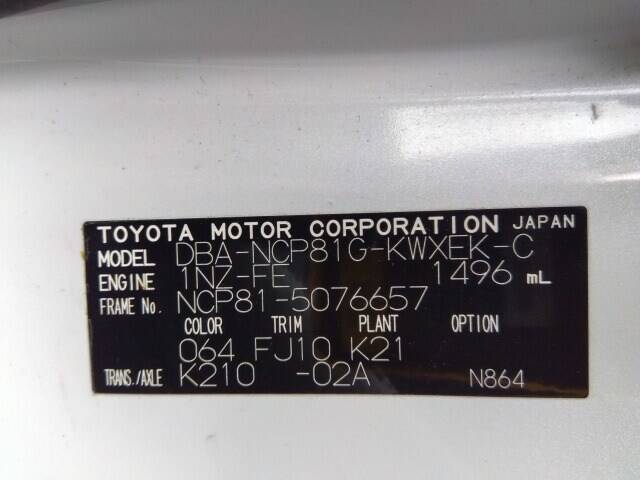 TOYOTA MOTOR CORPORATION JAPAN
MODEL DBA-NCP81G-KWXEK-C
ENGINE 1NZ-FE 1496 mL
FRAME No. NCP81-5076657
COLOR TRIM PLANT OPTION
064 FJ10 K21
TRANS./AXLE K210 -02A N864